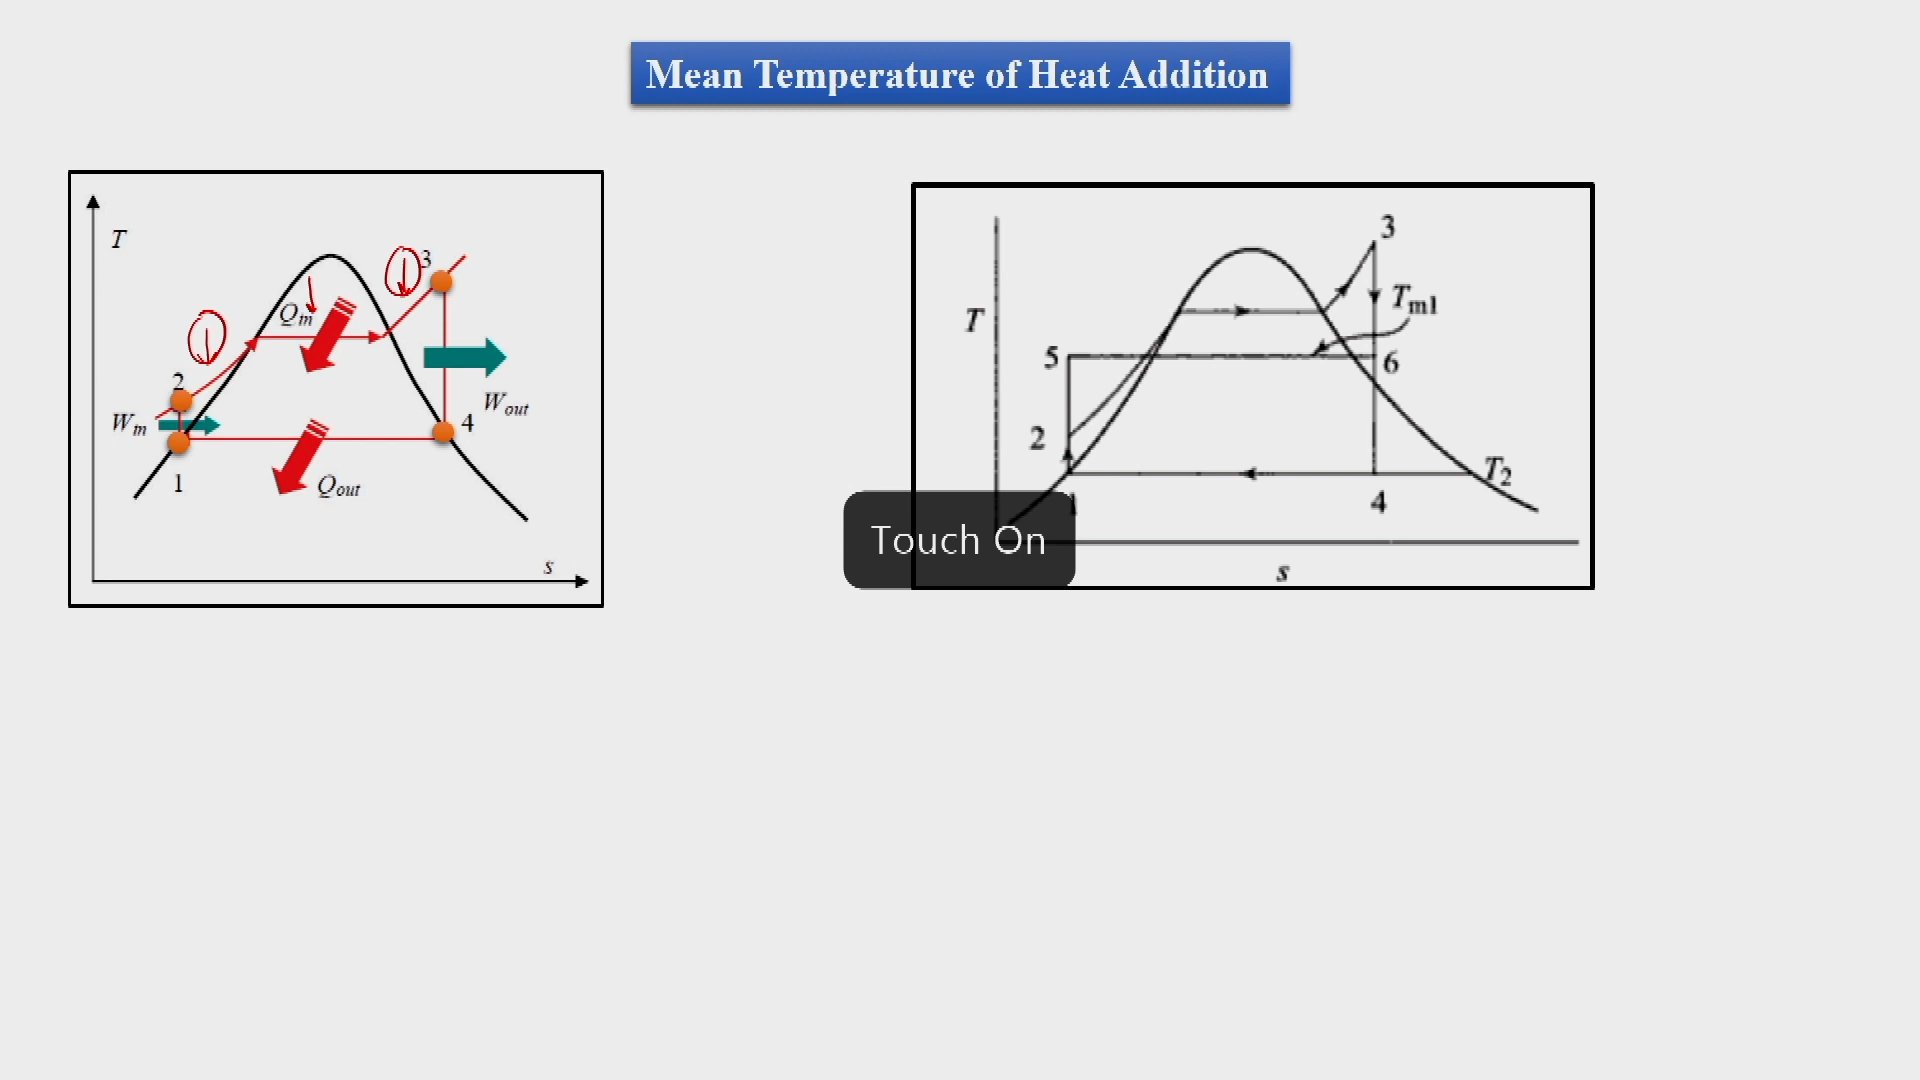 Mean Temperature of Heat Addition
T
3
Qin
2
Win
Wout
4
1
Qout
s
3
T
Tm1
5
6
2
T2
1
4
Touch On
s